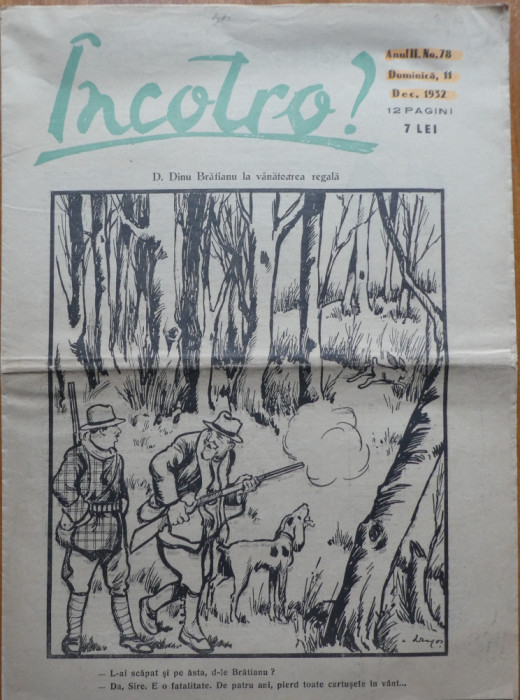 Încotro?
Anul II. No. 78
Duminică, 11
Dec. 1932
12 PAGINI
7 LEI
D. Dinu Brătianu la vânătoarea regală
— L-ai scăpat și pe ăsta, d-le Brătianu ?
— Da, Sire. E o fatalitate. De patru ani, pierd toate cartușele în vânt...